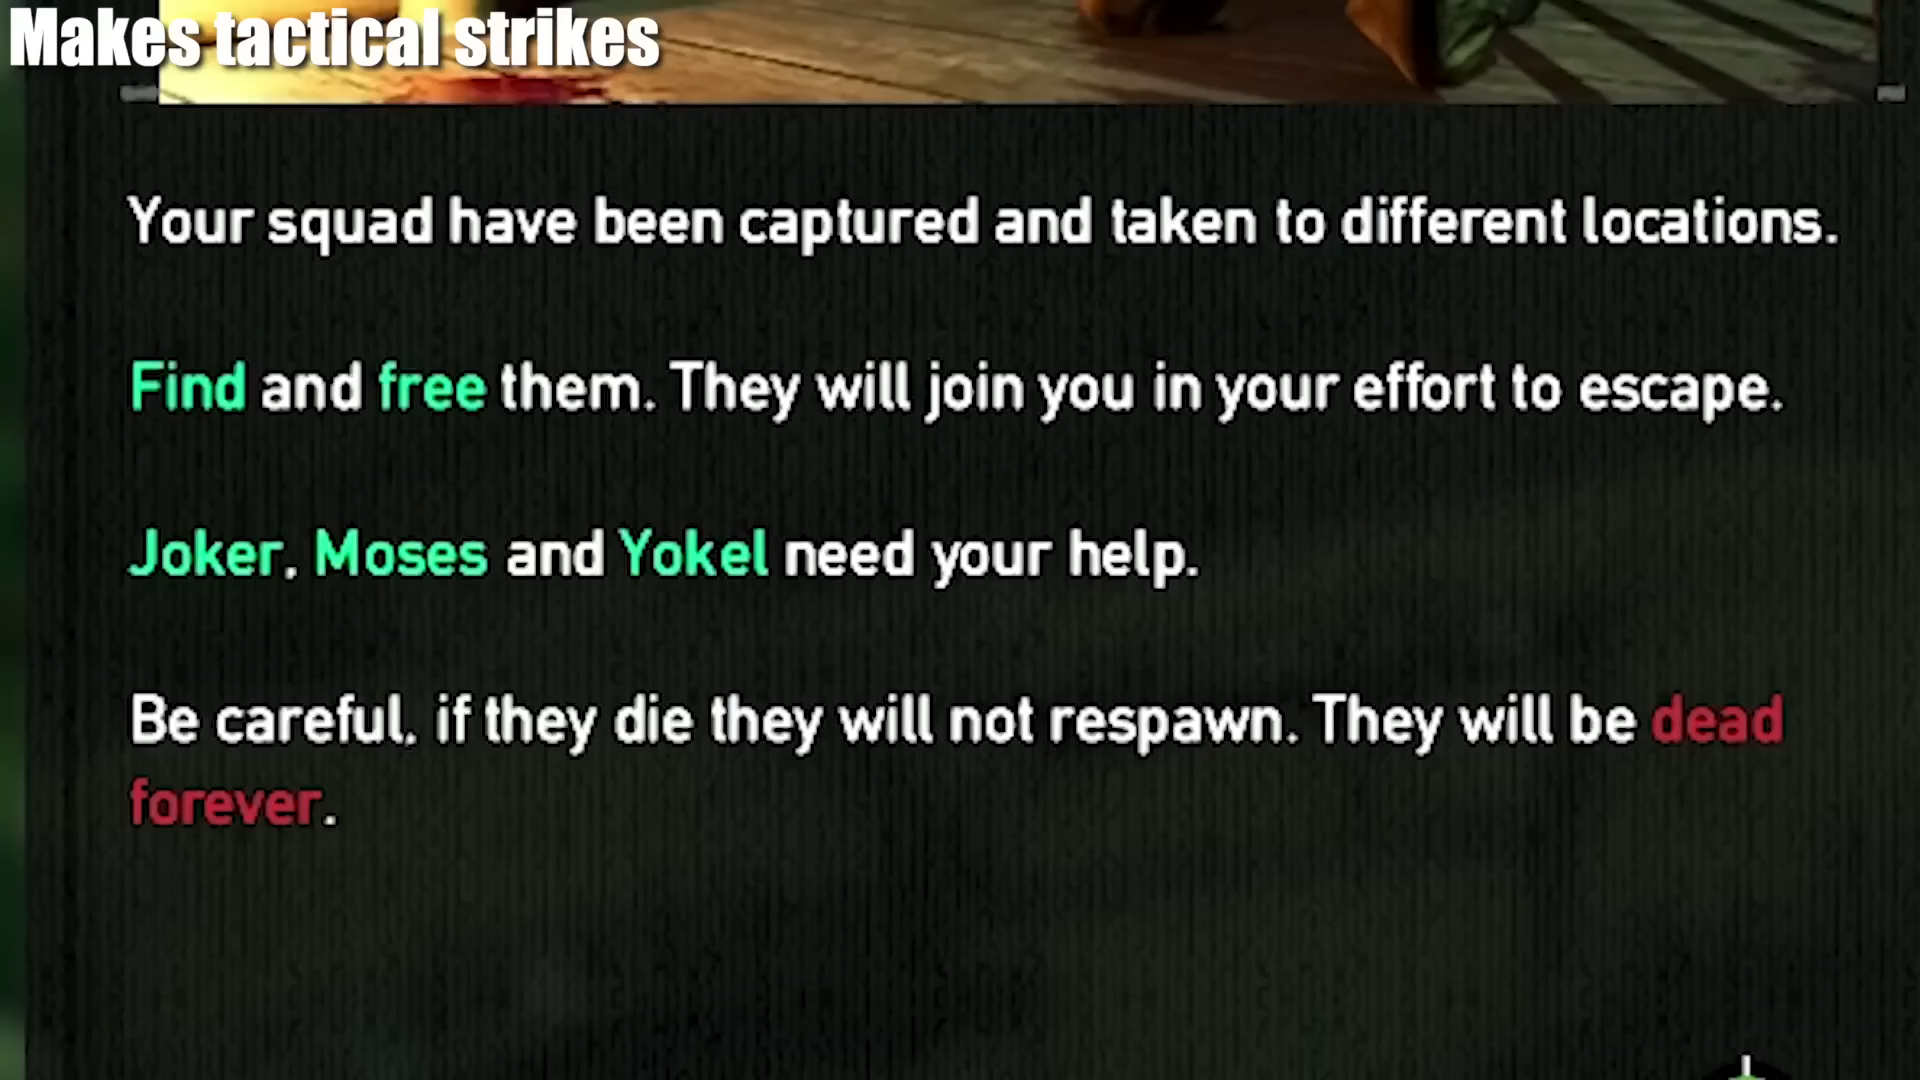 Makes tactical strikes
Your squad have been captured and taken to different locations.
Find and free them. They will join you in your effort to escape.
Joker, Moses and Yokel need your help.
Be careful, if they die they will not respawn. They will be dead
forever.